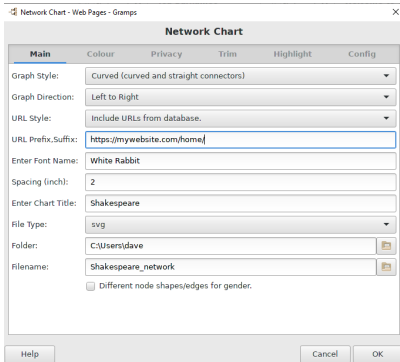 Network Chart - Web Pages - Gramps
Network Chart
Main Colour Privacy Trim Highlight Config
Graph Style: Curved (curved and straight connectors)
Graph Direction: Left to Right
URL Style: Include URLs from database.
URL Prefix,Suffix: https://mywebsite.com/home/
Enter Font Name: White Rabbit
Spacing (inch): 2
Enter Chart Title: Shakespeare
File Type: svg
Folder: C:\Users\dave
Filename: Shakespeare_network
Different node shapes/edges for gender.
Help Cancel OK